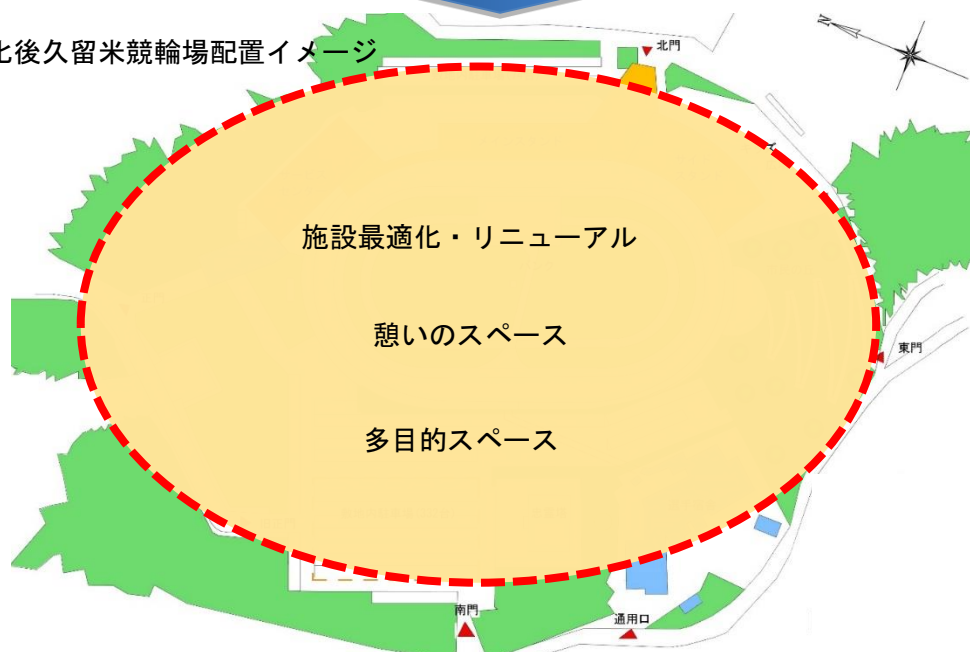 化後久留米競輪場配置イメージ
北門
N
施設最適化・リニューアル
憩いのスペース
東門
多目的スペース
南門
通用口